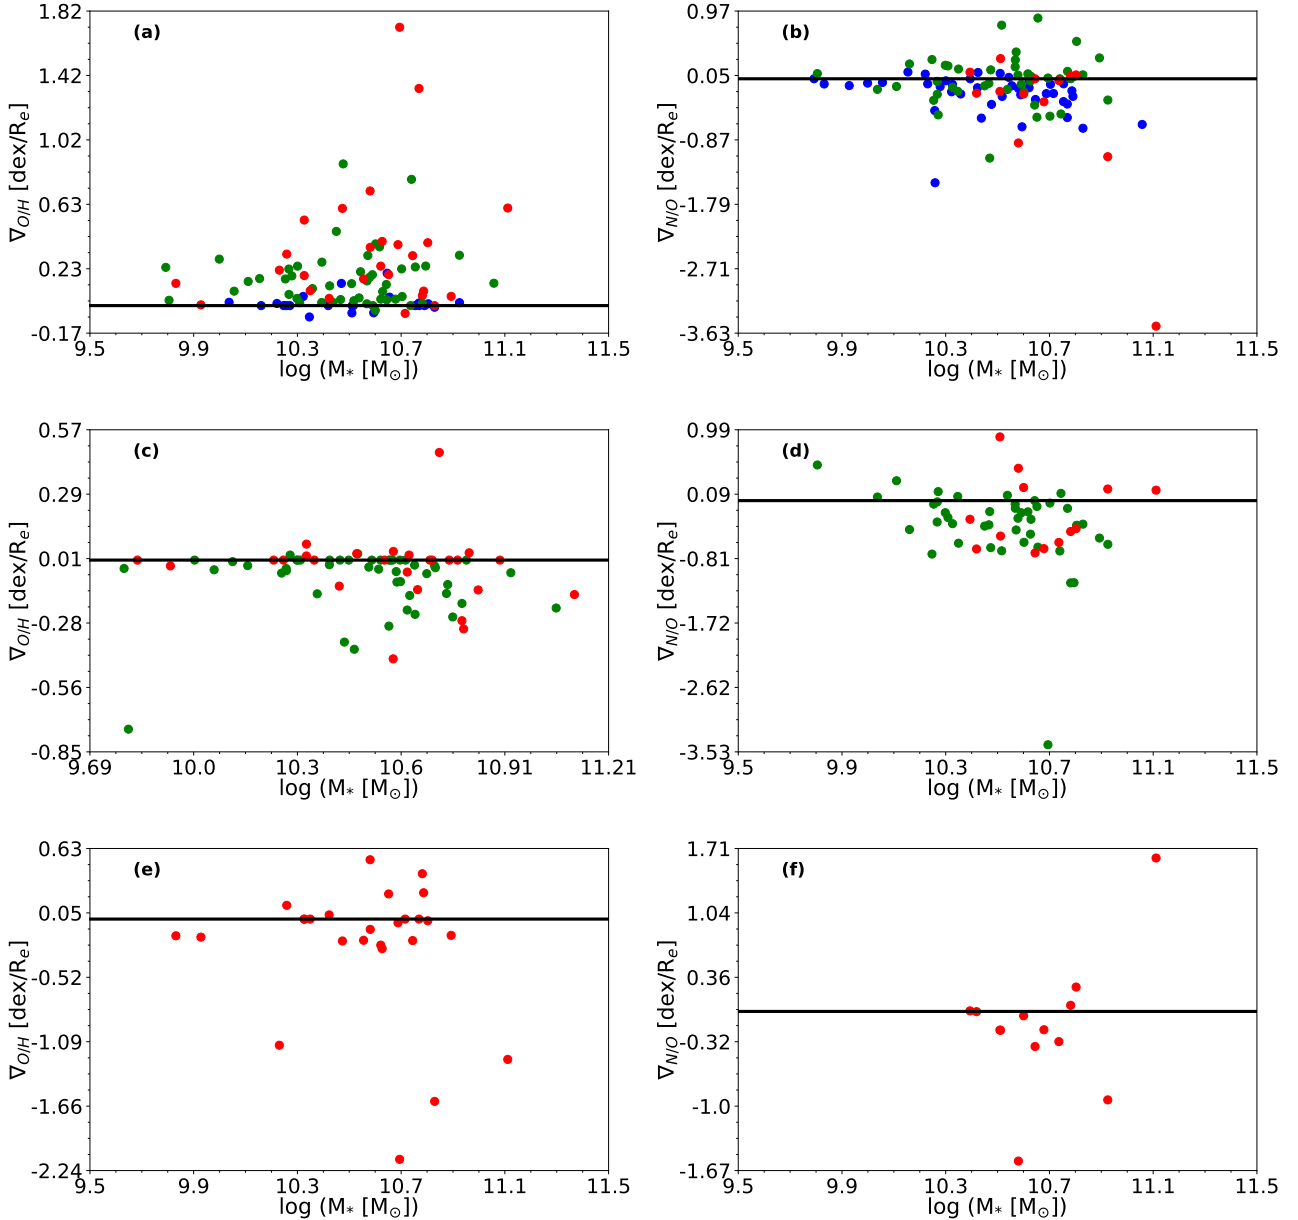 (a)
1.82
1.42
1.02
0.63
0.23
-0.17
9.5 9.9 10.3 10.7 11.1 11.5
∇O/H [dex/Re]
log (M* [M⊙])
(b)
0.97
0.05
-0.87
-1.79
-2.71
-3.63
9.5 9.9 10.3 10.7 11.1 11.5
∇N/O [dex/Re]
log (M* [M⊙])
(c)
0.57
0.29
0.01
-0.28
-0.56
-0.85
9.69 10.0 10.3 10.6 10.91 11.21
∇O/H [dex/Re]
log (M* [M⊙])
(d)
0.99
0.09
-0.81
-1.72
-2.62
-3.53
9.5 9.9 10.3 10.7 11.1 11.5
∇N/O [dex/Re]
log (M* [M⊙])
(e)
0.63
0.05
-0.52
-1.09
-1.66
-2.24
9.5 9.9 10.3 10.7 11.1 11.5
∇O/H [dex/Re]
log (M* [M⊙])
(f)
1.71
1.04
0.36
-0.32
-1.0
-1.67
9.5 9.9 10.3 10.7 11.1 11.5
∇N/O [dex/Re]
log (M* [M⊙])